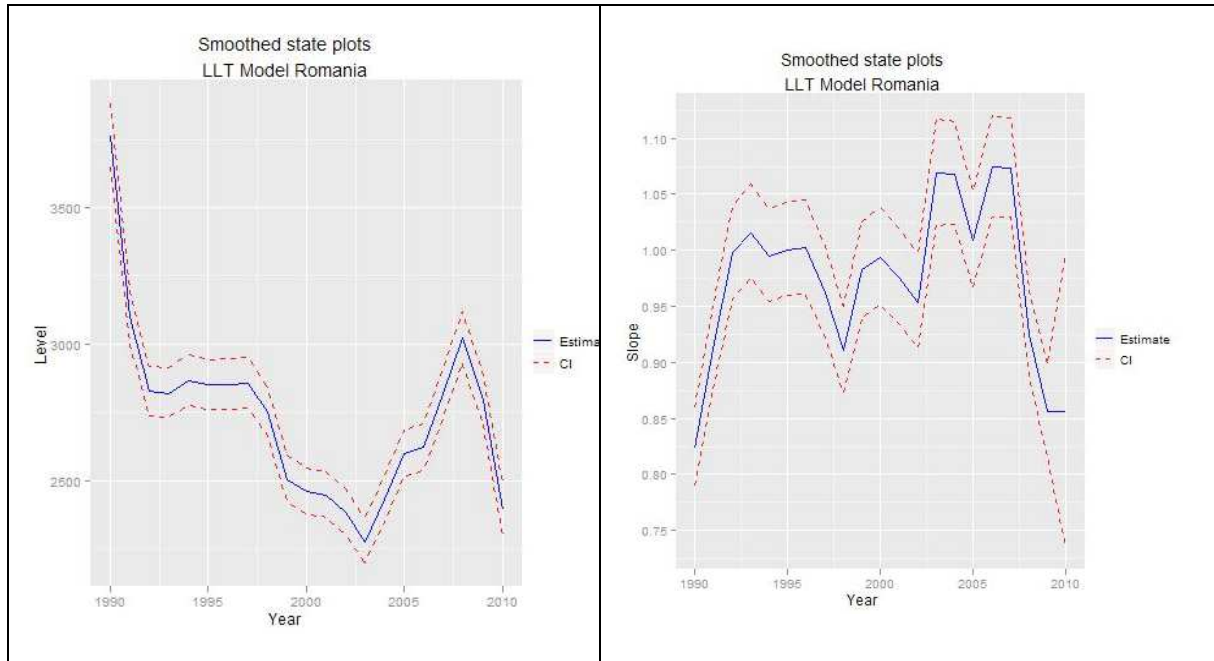 Smoothed state plots
LLT Model Romania
Level
3500
3000
2500
1990
1995
2000
2005
2010
Year
Estima
CI
Smoothed state plots
LLT Model Romania
Slope
1.10
1.05
1.00
0.95
0.90
0.85
0.80
0.75
1990
1995
2000
2005
2010
Year
Estimate
CI